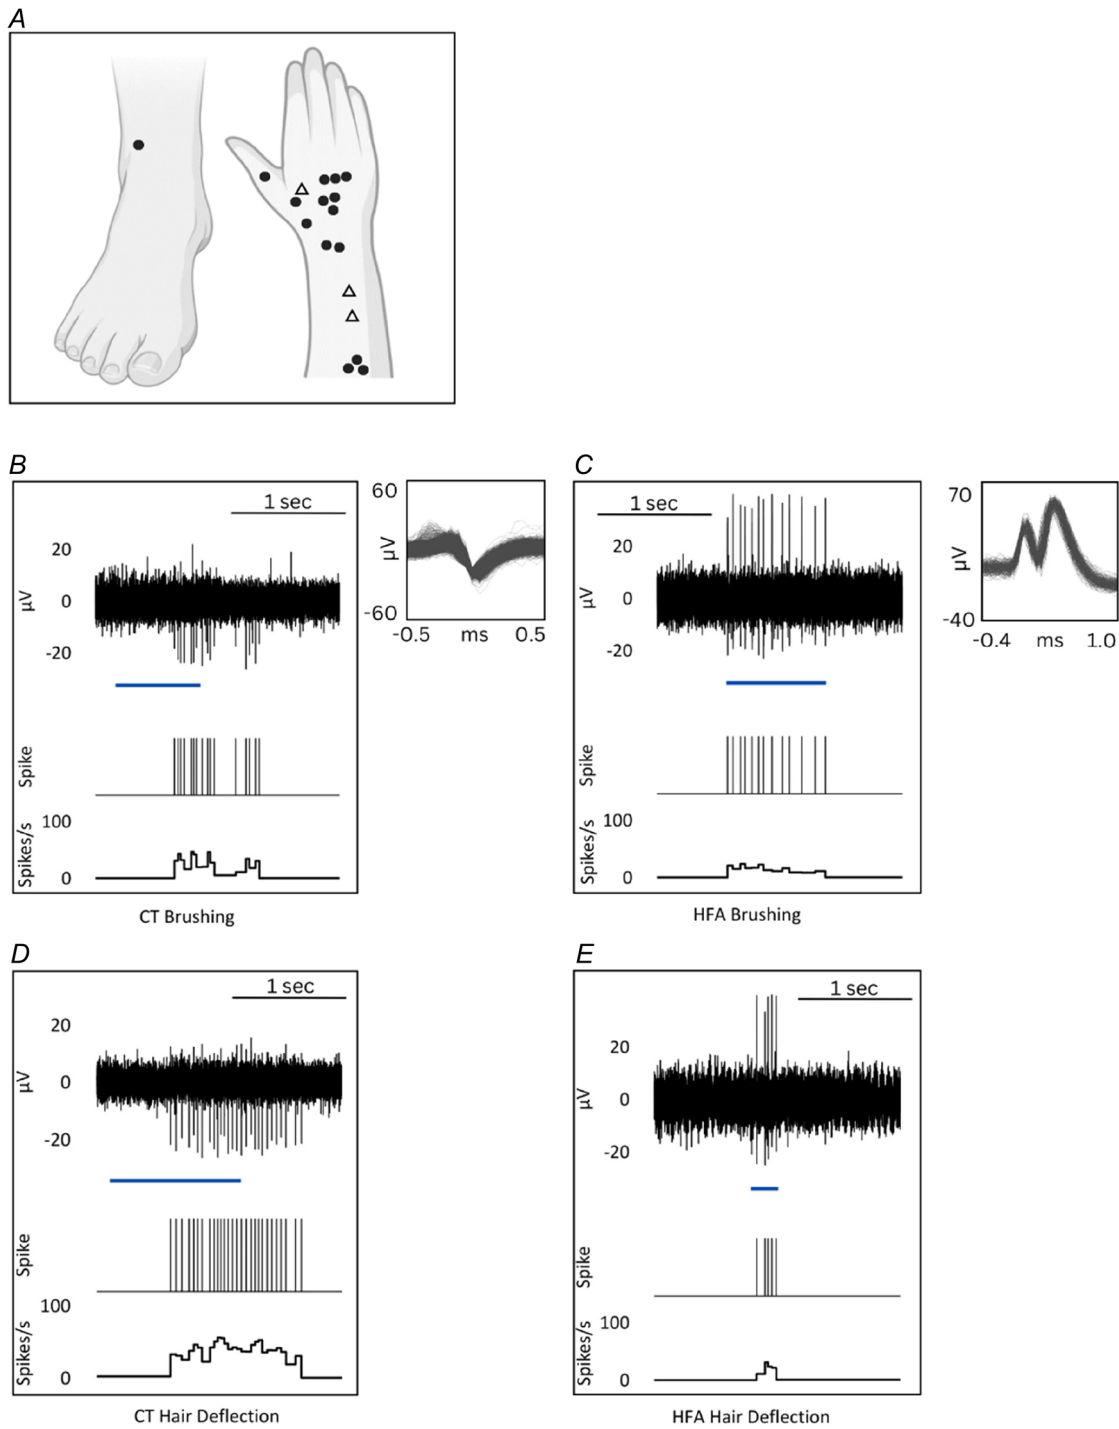 A
B
C
1 sec
20
μV
0
-20
Spike
100
Spikes/s
0
CT Brushing
60
μV
-60
-0.5
ms
0.5
1 sec
20
μV
0
-20
Spike
100
Spikes/s
0
HFA Brushing
70
μV
-40
-0.4
ms
1.0
D
E
1 sec
20
μV
0
-20
Spike
100
Spikes/s
0
CT Hair Deflection
1 sec
20
μV
0
-20
Spike
100
Spikes/s
0
HFA Hair Deflection